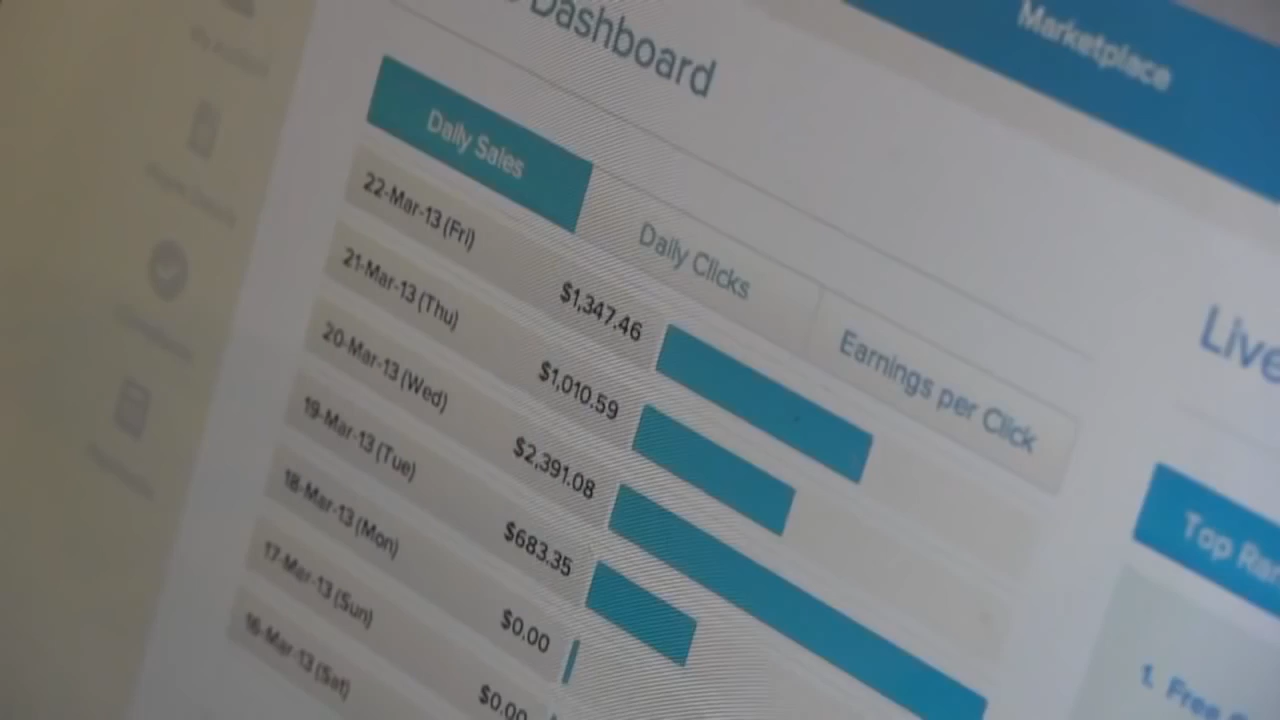 Marketplace
Dashboard
Daily Sales
Daily Clicks
Earnings per Click
22-Mar-13 (Fri) $1,347.46
21-Mar-13 (Thu) $1,010.59
20-Mar-13 (Wed) $2,391.08
19-Mar-13 (Tue) $683.35
18-Mar-13 (Mon) $0.00
17-Mar-13 (Sun) $0.00
16-Mar-13 (Sat)
Live
Top
1. Free